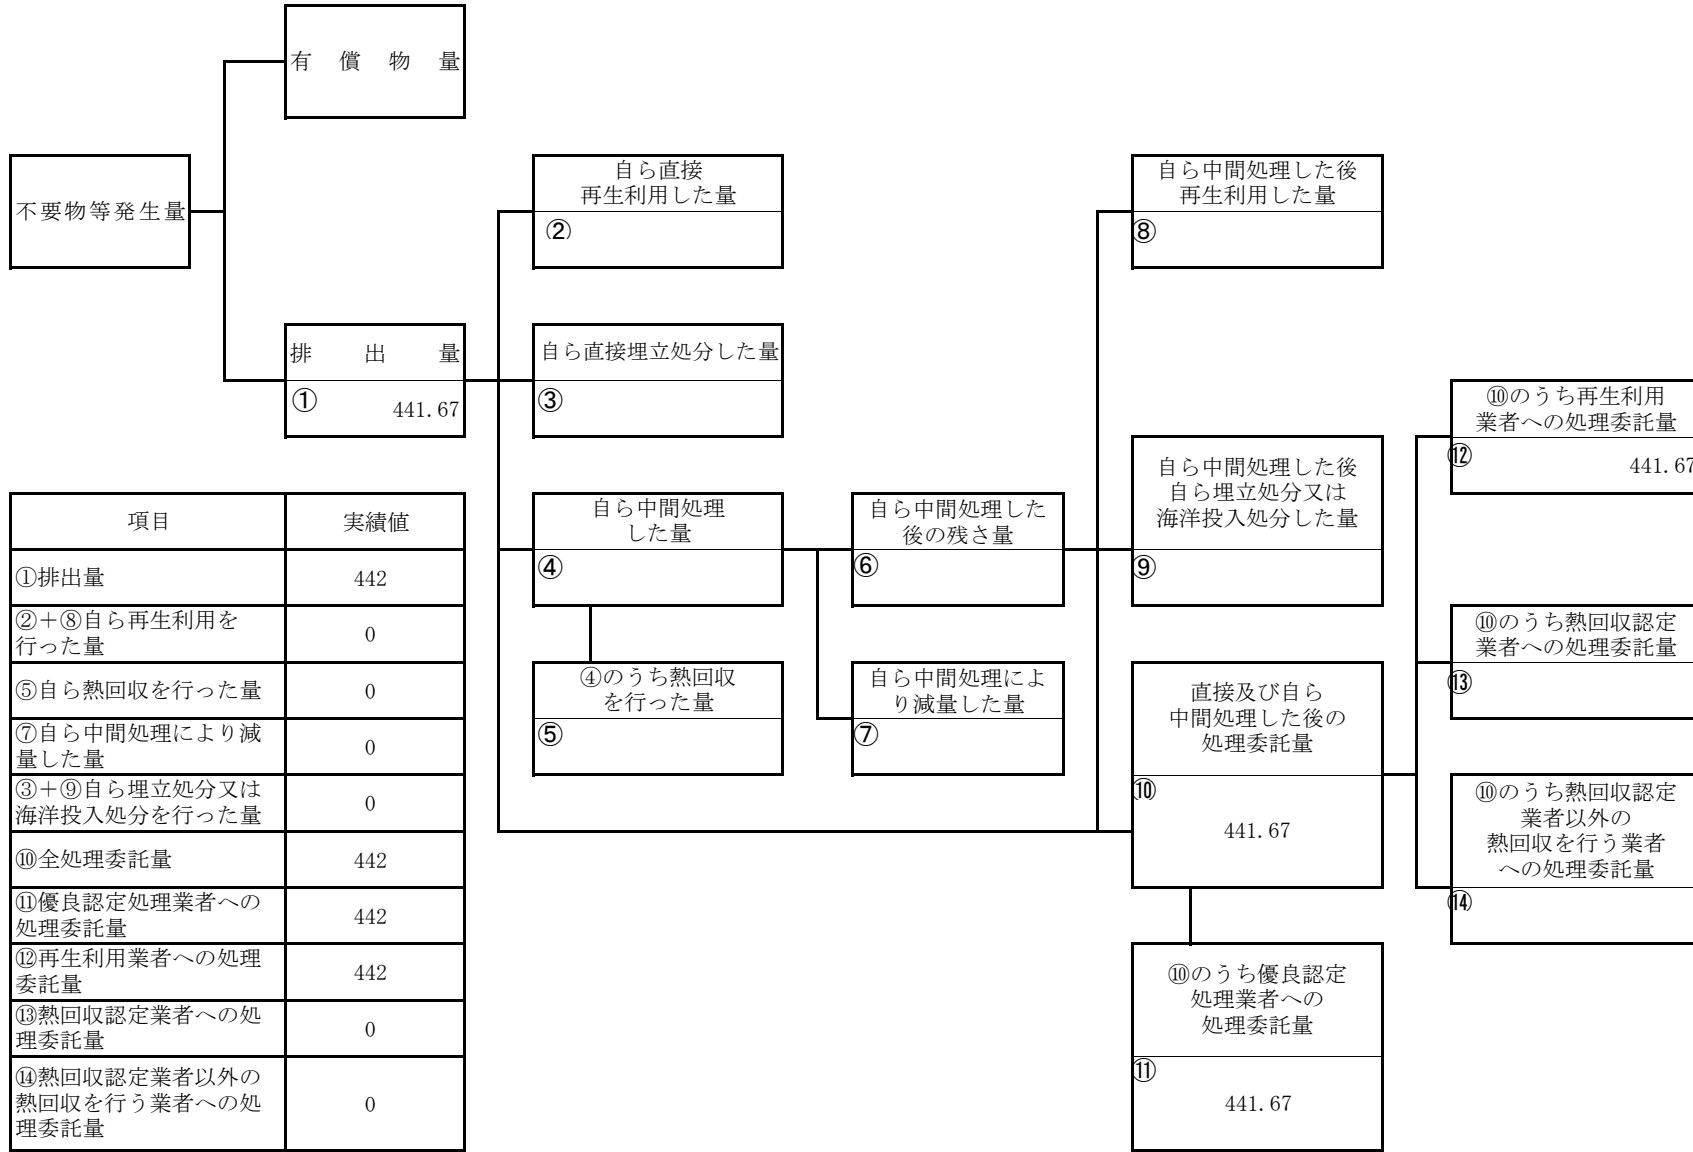 有償物量
不要物等発生量
自ら直接
再生利用した量
②
自ら中間処理した後
再生利用した量
⑧
排出量
①
441.67
自ら直接埋立処分した量
③
⑩のうち再生利用
業者への処理委託量
⑫
441.67
自ら中間処理
した量
④
自ら中間処理した
後の残さ量
⑥
自ら中間処理した後
自ら埋立処分又は
海洋投入処分した量
⑨
⑩のうち熱回収認定
業者への処理委託量
⑬
④のうち熱回収
を行った量
⑤
自ら中間処理によ
り減量した量
⑦
直接及び自ら
中間処理した後の
処理委託量
⑩
441.67
⑩のうち熱回収認定
業者以外の
熱回収を行う業者
への処理委託量
⑭
⑩のうち優良認定
処理業者への
処理委託量
⑪
441.67
項目 実績値
①排出量 442
②+⑧自ら再生利用を
行った量 0
⑤自ら熱回収を行った量 0
⑦自ら中間処理により減
量した量 0
③+⑨自ら埋立処分又は
海洋投入処分を行った量 0
⑩全処理委託量 442
⑪優良認定処理業者への
処理委託量 442
⑫再生利用業者への処理
委託量 442
⑬熱回収認定業者への処
理委託量 0
⑭熱回収認定業者以外の
熱回収を行う業者への処 0
理委託量